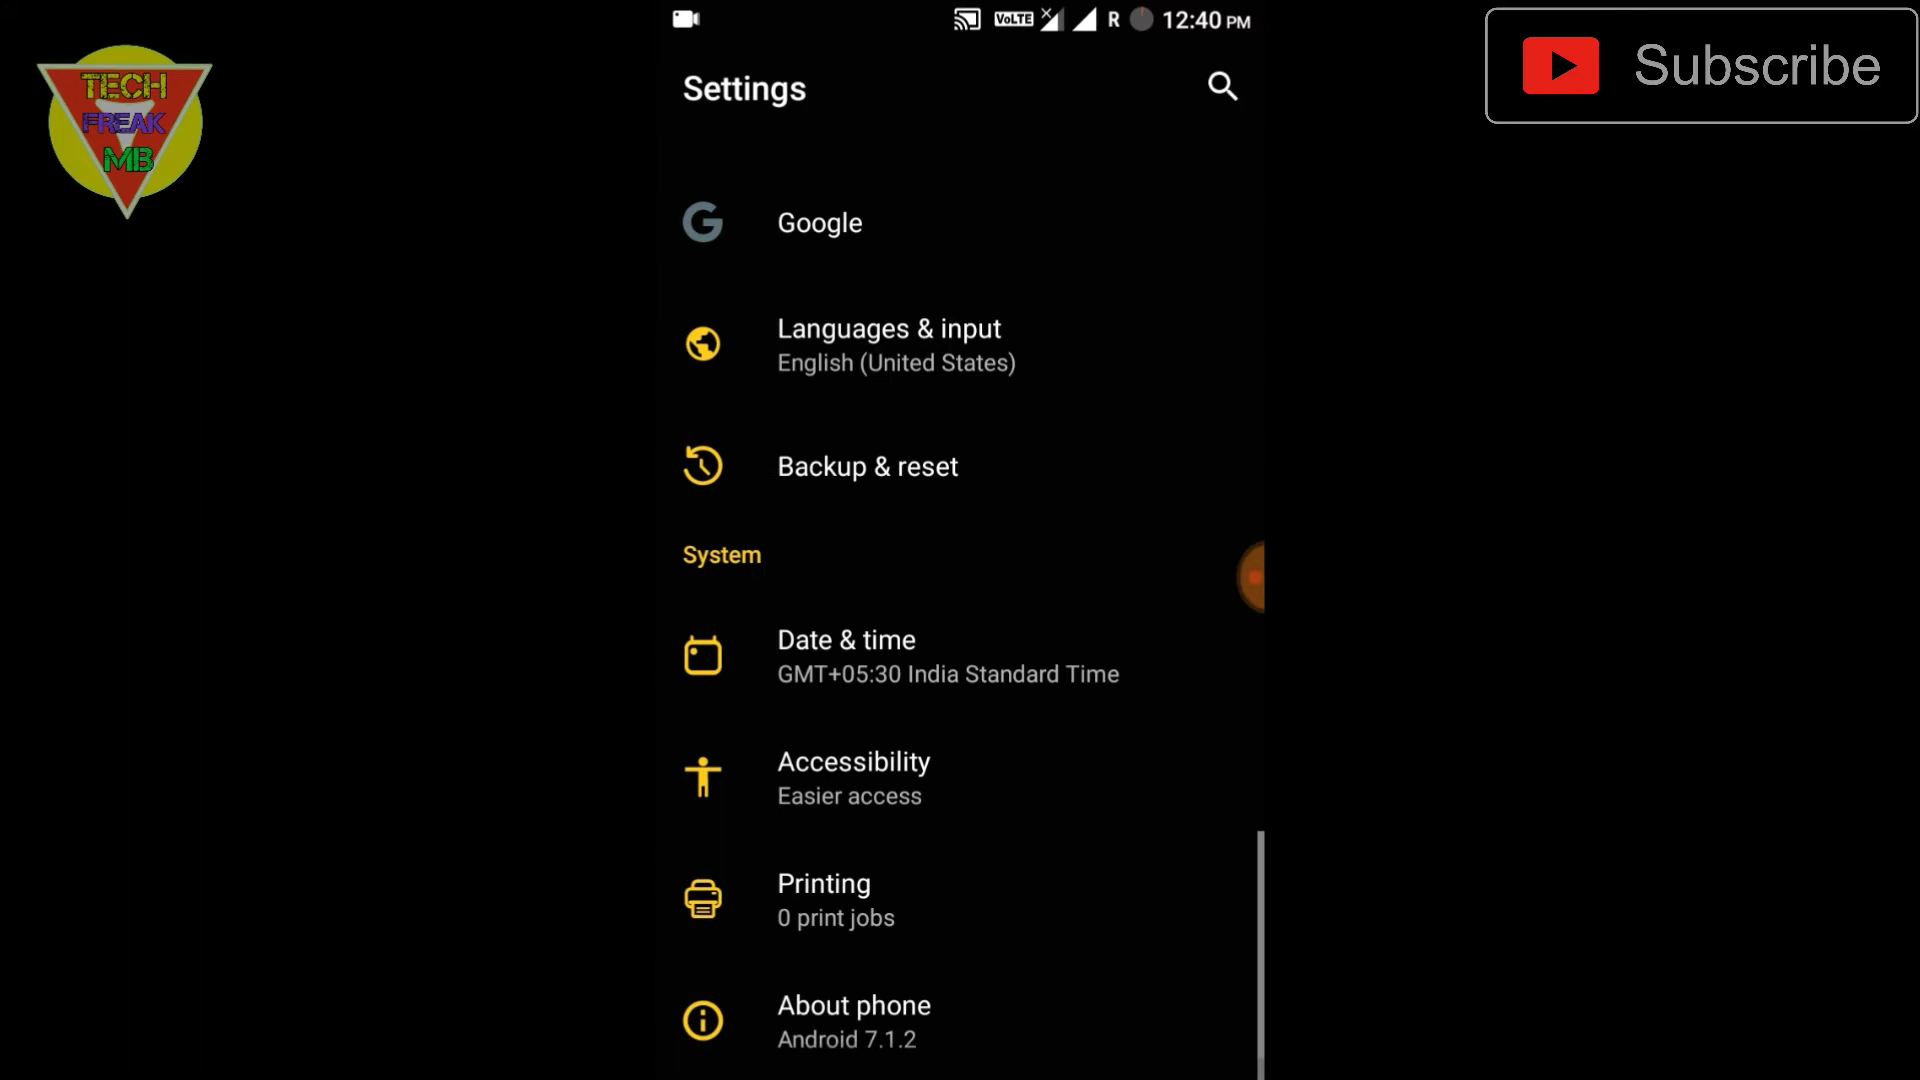 TECH
FREAK
MB
VoLTE
R
12:40 PM
Subscribe
Settings
Google
Languages & input
English (United States)
Backup & reset
System
Date & time
GMT+05:30 India Standard Time
Accessibility
Easier access
Printing
0 print jobs
About phone
Android 7.1.2